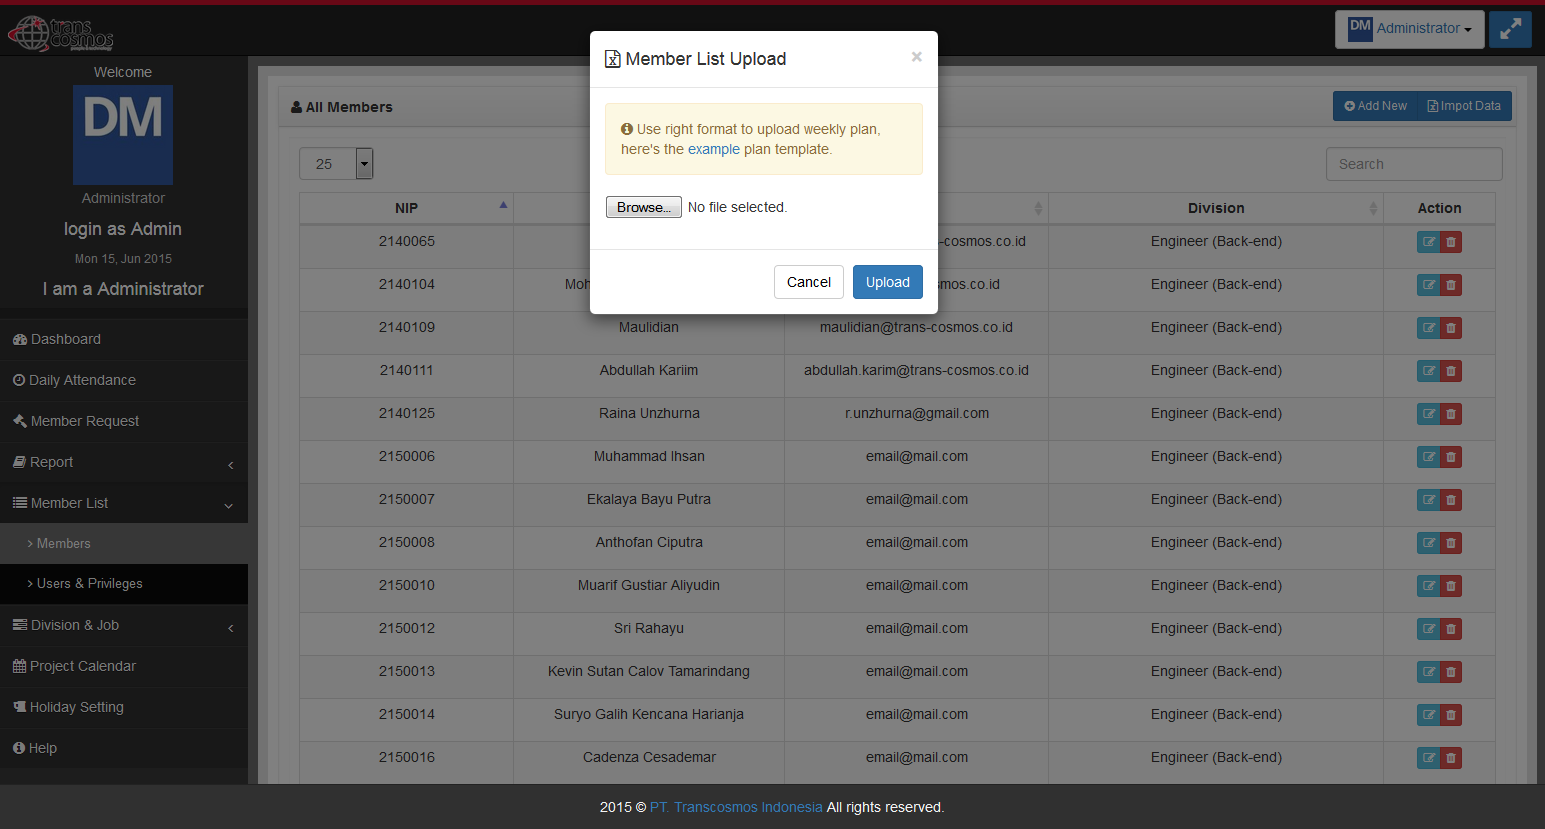 trans
cosmos
people & technology
DM Administrator
Welcome
DM
Administrator
login as Admin
Mon 15, Jun 2015
I am a Administrator
Dashboard
Daily Attendance
Member Request
Report
Member List
Members
Users & Privileges
Division & Job
Project Calendar
Holiday Setting
Help
Member List Upload
×
Use right format to upload weekly plan,
here's the example plan template.
Browse... No file selected.
Cancel Upload
All Members
Add New Impot Data
25
Search
NIP Division Action
2140065 -cosmos.co.id Engineer (Back-end)
2140104 Moh mos.co.id Engineer (Back-end)
2140109 Maulidian maulidian@trans-cosmos.co.id Engineer (Back-end)
2140111 Abdullah Kariim abdullah.karim@trans-cosmos.co.id Engineer (Back-end)
2140125 Raina Unzhurna r.unzhurna@gmail.com Engineer (Back-end)
2150006 Muhammad Ihsan email@mail.com Engineer (Back-end)
2150007 Ekalaya Bayu Putra email@mail.com Engineer (Back-end)
2150008 Anthofan Ciputra email@mail.com Engineer (Back-end)
2150010 Muarif Gustiar Aliyudin email@mail.com Engineer (Back-end)
2150012 Sri Rahayu email@mail.com Engineer (Back-end)
2150013 Kevin Sutan Calov Tamarindang email@mail.com Engineer (Back-end)
2150014 Suryo Galih Kencana Harianja email@mail.com Engineer (Back-end)
2150016 Cadenza Cesademar email@mail.com Engineer (Back-end)
2015 © PT. Transcosmos Indonesia All rights reserved.